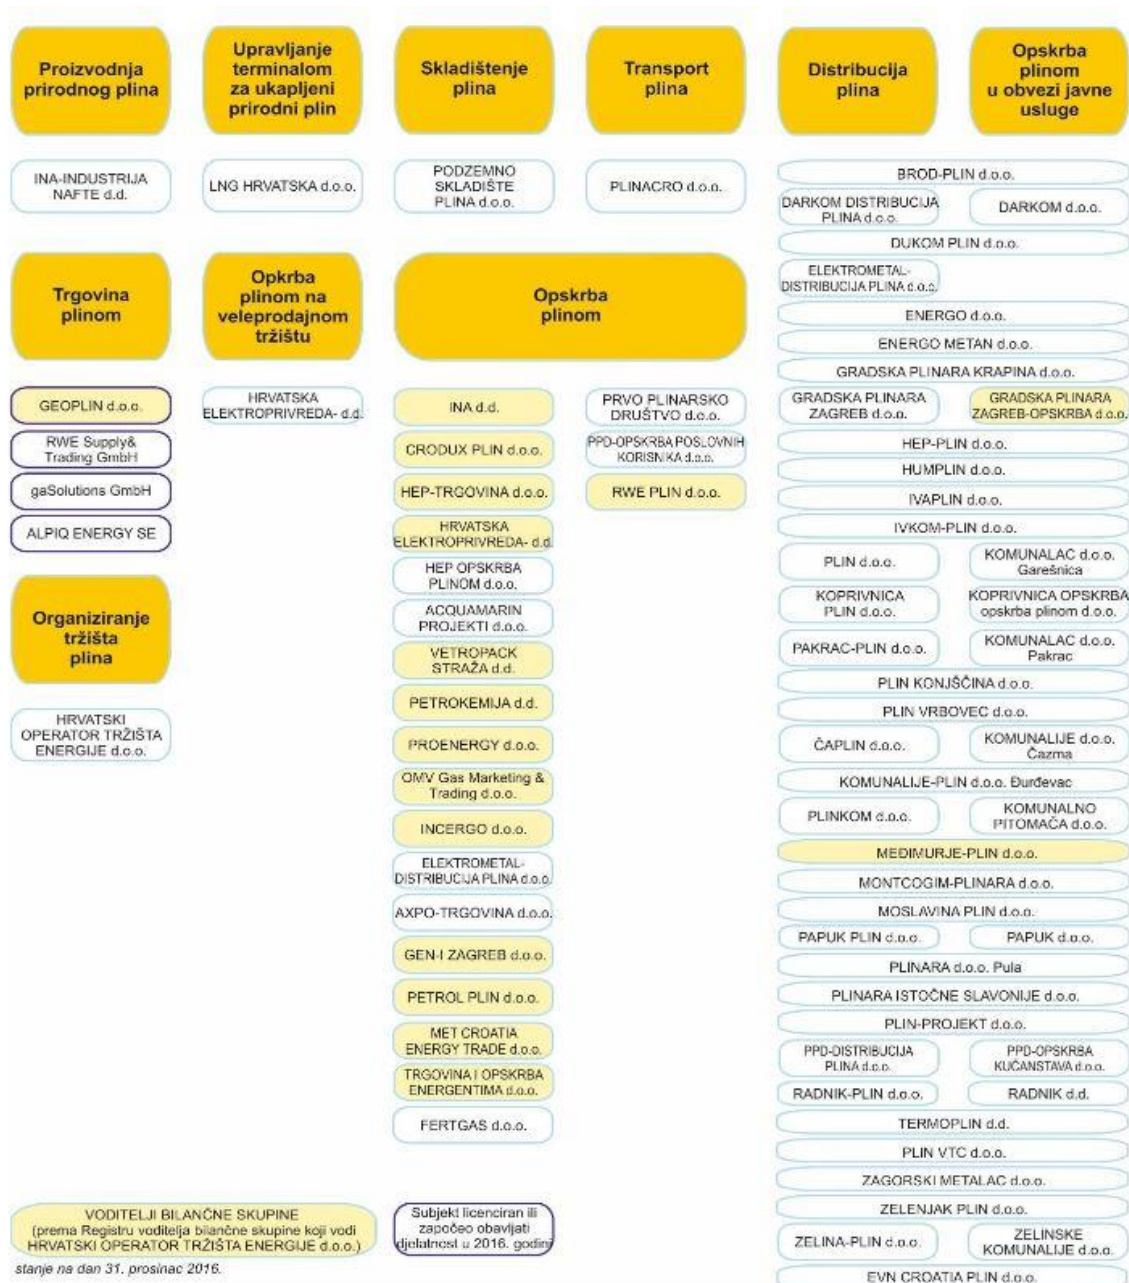 Proizvodnja
prirodnog plina
Upravljanje
terminalom
za ukapljeni
prirodni plin
Skladištenje
plina
Transport
plina
Distribucija
plina
Opskrba
plinom
u obvezi javne
usluge
INA-INDUSTRIJA
NAFTE d.d.
LNG HRVATSKA d.o.o.
PODZEMNO
SKLADIŠTE
PLINA d.o.o.
PLINACRO d.o.o.
Trgovina
plinom
Opkrba
plinom na
veleprodajnom
tržištu
Opskrba
plinom
GEOPLIN d.o.o.
RWE Supply&
Trading GmbH
gaSolutions GmbH
ALPIQ ENERGY SE
HRVATSKA
ELEKTROPRIVREDA- d.d.
Organiziranje
tržišta
plina
HRVATSKI
OPERATOR TRŽIŠTA
ENERGIJE d.o.o.
INA d.d.
CRODUX PLIN d.o.o.
HEP-TRGOVINA d.o.o.
HRVATSKA
ELEKTROPRIVREDA- d.d.
HEP OPSKRBA
PLINOM d.o.o.
ACQUAMARIN
PROJEKTI d.o.o.
VETROPACK
STRAŽA d.d.
PETROKEMIJA d.d.
PROENERGY d.o.o.
OMV Gas Marketing &
Trading d.o.o.
INCERGO d.o.o.
ELEKTROMETAL-
DISTRIBUCIJA PLINA d.o.o.
AXPO-TRGOVINA d.o.o.
GEN-I ZAGREB d.o.o.
PETROL PLIN d.o.o.
MET CROATIA
ENERGY TRADE d.o.o.
TRGOVINA I OPSKRBA
ENERGENTIMA d.o.o.
FERTGAS d.o.o.
PRVO PLINARSKO
DRUŠTVO d.o.o.
PPD-OPSKRBA POSLOVNIH
KORISNIKA d.o.o.
RWE PLIN d.o.o.
BROD-PLIN d.o.o.
DARKOM DISTRIBUCIJA
PLINA d.o.o.
DARKOM d.o.o.
DUKOM PLIN d.o.o.
ELEKTROMETAL-
DISTRIBUCIJA PLINA d.o.o.
ENERGO d.o.o.
ENERGO METAN d.o.o.
GRADSKA PLINARA KRAPINA d.o.o.
GRADSKA PLINARA
ZAGREB d.o.o.
GRADSKA PLINARA
ZAGREB-OPSKRBA d.o.o.
HEP-PLIN d.o.o.
HUMPLIN d.o.o.
IVAPLIN d.o.o.
IVKOM-PLIN d.o.o.
PLIN d.o.o.
KOMUNALAC d.o.o.
Garešnica
KOPRIVNICA
PLIN d.o.o.
KOPRIVNICA OPSKRBA
opskrba plinom d.o.o.
PAKRAC-PLIN d.o.o.
KOMUNALAC d.o.o.
Pakrac
PLIN KONJŠČINA d.o.o.
PLIN VRBOVEC d.o.o.
ČAPLIN d.o.o.
KOMUNALIJE d.o.o.
Čazma
KOMUNALIJE-PLIN d.o.o. Đurđevac
PLINKOM d.o.o.
KOMUNALNO
PITOMAČA d.o.o.
MEĐIMURJE-PLIN d.o.o.
MONTCOGIM-PLINARA d.o.o.
MOSLAVINA PLIN d.o.o.
PAPUK PLIN d.o.o.
PAPUK d.o.o.
PLINARA d.o.o. Pula
PLINARA ISTOČNE SLAVONIJE d.o.o.
PLIN-PROJEKT d.o.o.
PPD-DISTRIBUCIJA
PLINA d.o.o.
PPD-OPSKRBA
KUĆANSTAVA d.o.o.
RADNIK-PLIN d.o.o.
RADNIK d.d.
TERMOPLIN d.d.
PLIN VTC d.o.o.
ZAGORSKI METALAC d.o.o.
ZELENJAK PLIN d.o.o.
ZELINA-PLIN d.o.o.
ZELINSKE
KOMUNALIJE d.o.o.
EVN CROATIA PLIN d.o.o.
VODITELJI BILANČNE SKUPINE
(prema Registru voditelja bilančne skupine koji vodi
HRVATSKI OPERATOR TRŽIŠTA ENERGIJE d.o.o.)
Subjekt licenciran ili
započeo obavljati
djelatnost u 2016. godini
stanje na dan 31. prosinac 2016.